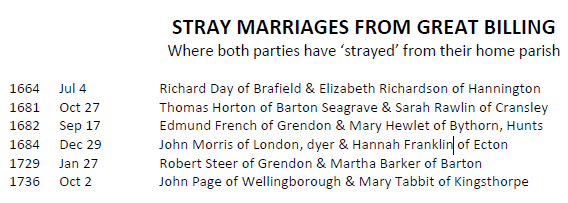 STRAY MARRIAGES FROM GREAT BILLING
Where both parties have ‘strayed’ from their home parish
1664 Jul 4 Richard Day of Brafield & Elizabeth Richardson of Hannington
1681 Oct 27 Thomas Horton of Barton Seagrave & Sarah Rawlin of Cransley
1682 Sep 17 Edmund French of Grendon & Mary Hewlet of Bythorn, Hunts
1684 Dec 29 John Morris of London, dyer & Hannah Franklin of Ecton
1729 Jan 27 Robert Steer of Grendon & Martha Barker of Barton
1736 Oct 2 John Page of Wellingborough & Mary Tabbit of Kingsthorpe